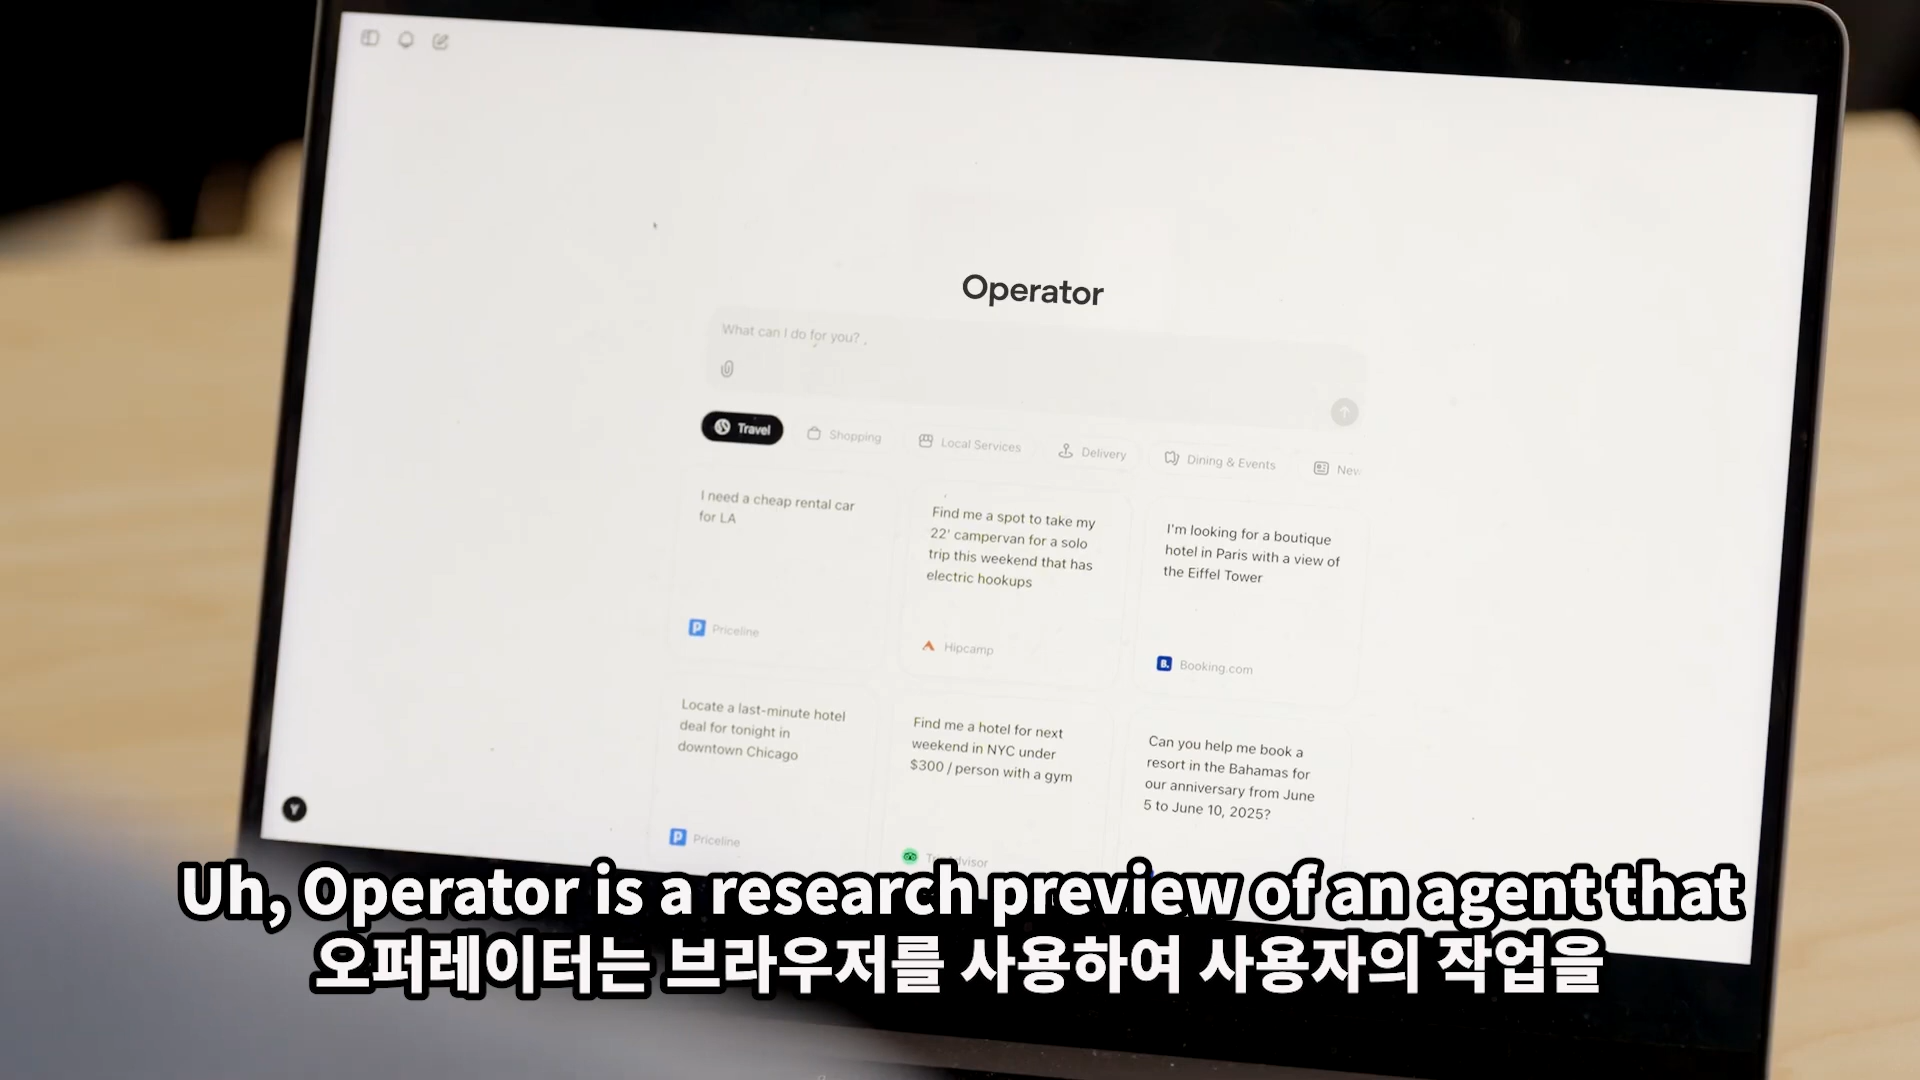 Operator
What can I do for you?
Travel
Shopping
Local Services
Delivery
Dining & Events
I need a cheap rental car
for LA
Priceline
Find me a spot to take my
22' campervan for a solo
trip this weekend that has
electric hookups
Hipcamp
I'm looking for a boutique
hotel in Paris with a view of
the Eiffel Tower
B.
Booking.com
Locate a last-minute hotel
deal for tonight in
downtown Chicago
Priceline
Find me a hotel for next
weekend in NYC under
$300 / person with a gym
Can you help me book a
resort in the Bahamas for
our anniversary from June
5 to June 10, 2025?
Y
Uh, Operator is a research preview of an agent that
오퍼레이터는 브라우저를 사용하여 사용자의 작업을